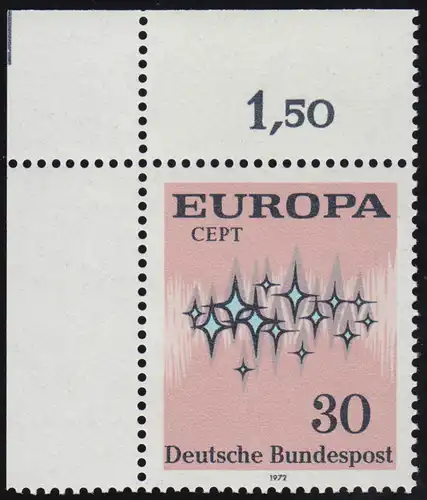 1,50
EUROPA
CEPT
30
Deutsche Bundespost
1972